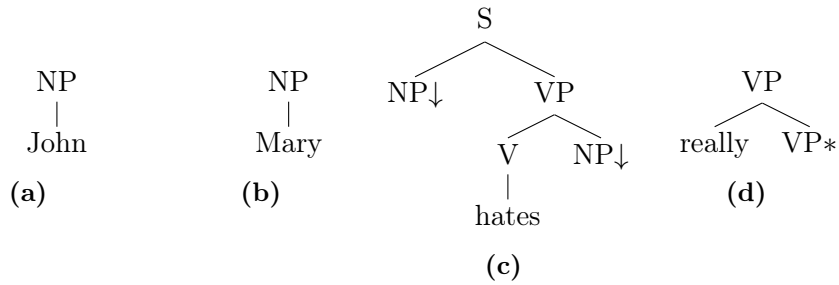 S
NP NP NP↓ VP VP
John Mary V NP↓ really VP*
(a) (b) (d)
hates
(c)